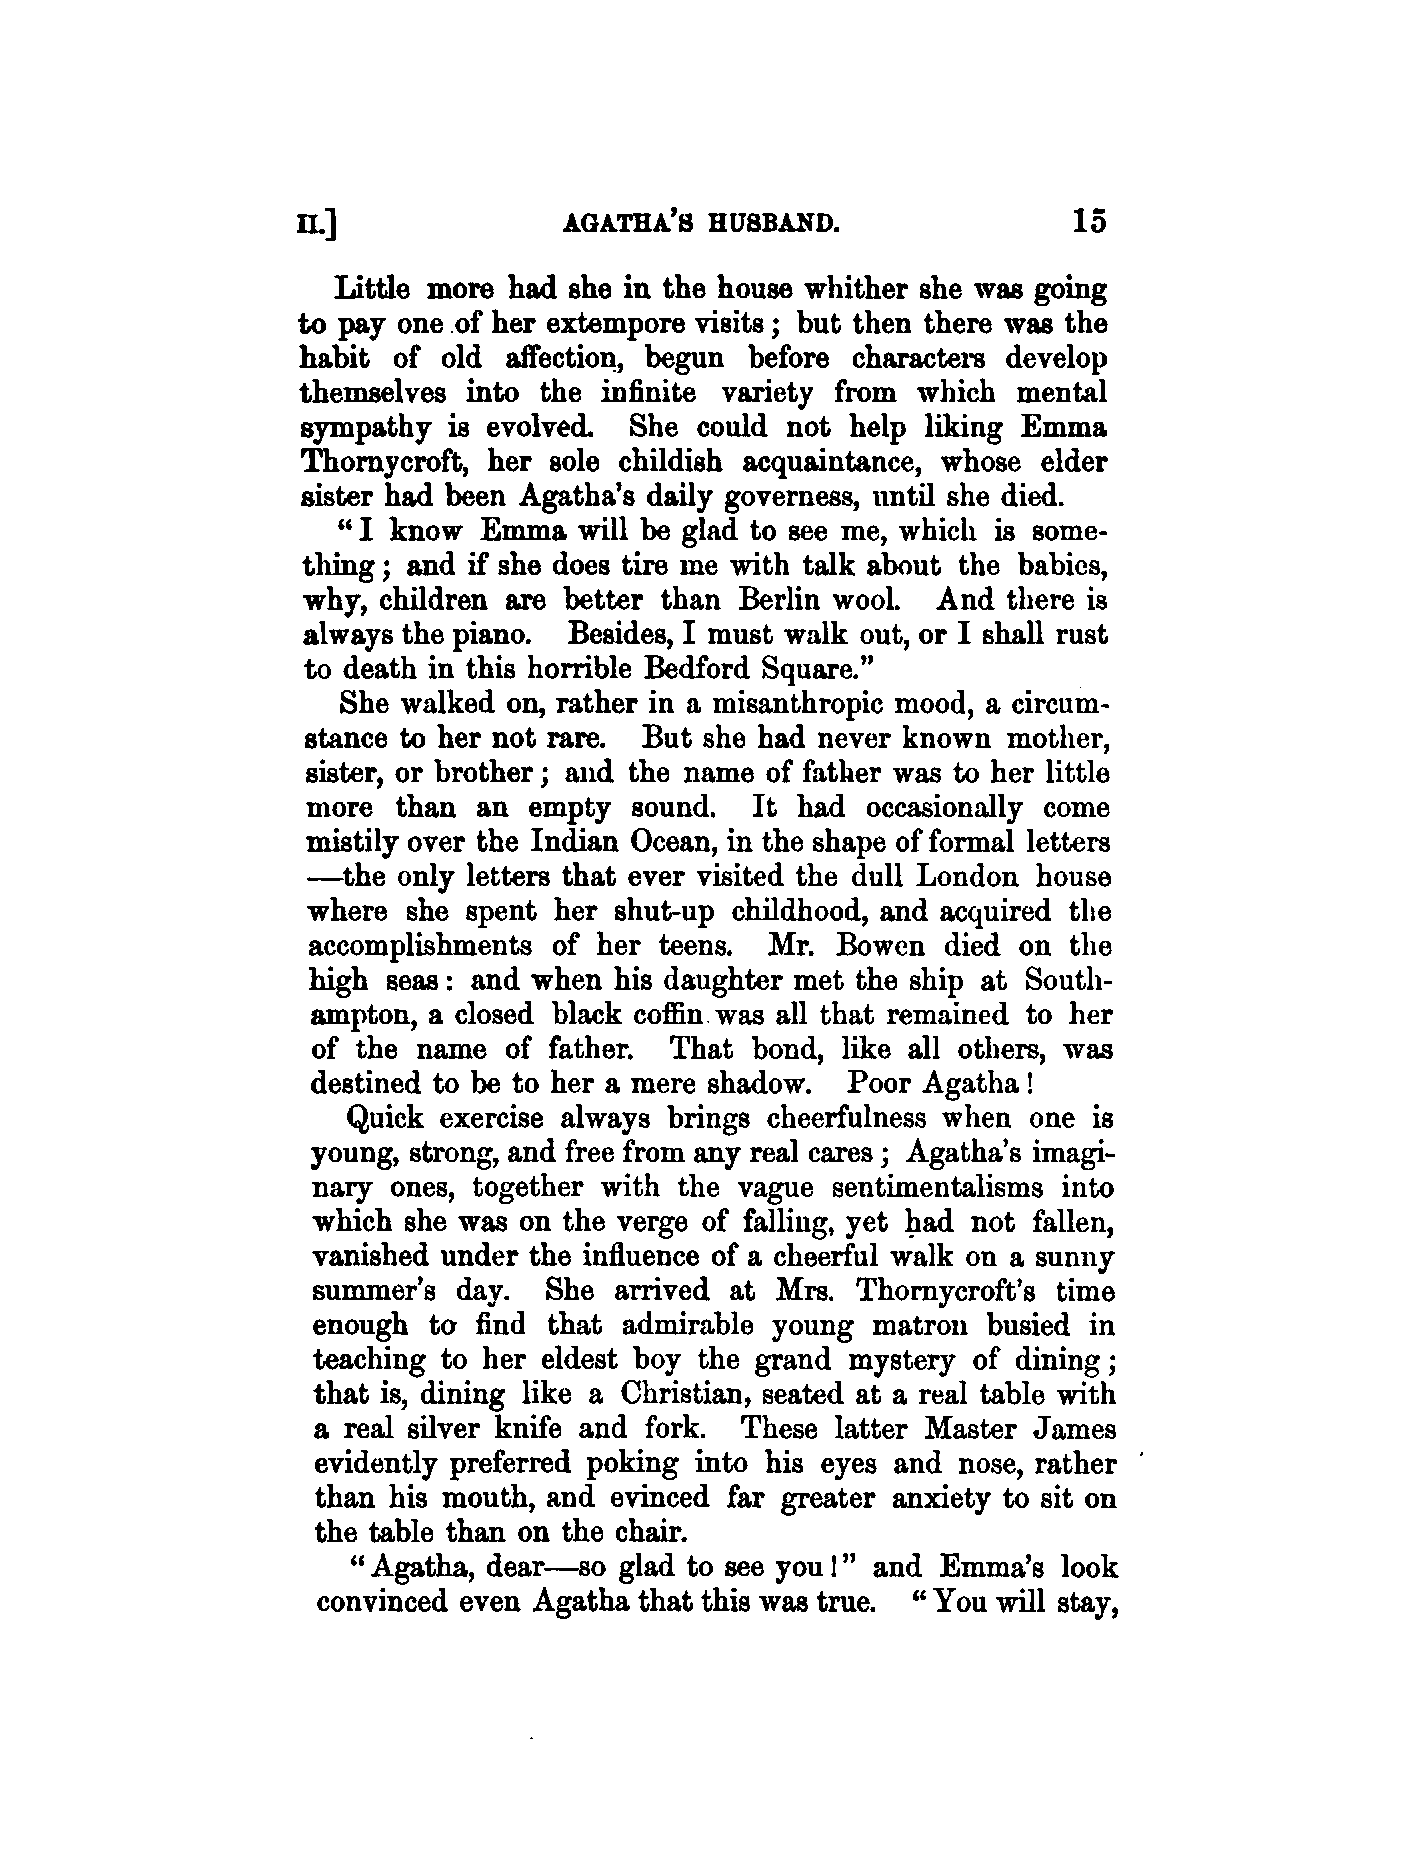 II.] AGATHA'S HUSBAND. 15
Little more had she in the house whither she was going
to pay one of her extempore visits; but then there was the
habit of old affection, begun before characters develop
themselves into the infinite variety from which mental
sympathy is evolved. She could not help liking Emma
Thornycroft, her sole childish acquaintance, whose elder
sister had been Agatha's daily governess, until she died.
"I know Emma will be glad to see me, which is some-
thing; and if she does tire me with talk about the babies,
why, children are better than Berlin wool. And there is
always the piano. Besides, I must walk out, or I shall rust
to death in this horrible Bedford Square."
She walked on, rather in a misanthropic mood, a circum-
stance to her not rare. But she had never known mother,
sister, or brother; and the name of father was to her little
more than an empty sound. It had occasionally come
mistily over the Indian Ocean, in the shape of formal letters
—the only letters that ever visited the dull London house
where she spent her shut-up childhood, and acquired the
accomplishments of her teens. Mr. Bowen died on the
high seas: and when his daughter met the ship at South-
ampton, a closed black coffin was all that remained to her
of the name of father. That bond, like all others, was
destined to be to her a mere shadow. Poor Agatha!
Quick exercise always brings cheerfulness when one is
young, strong, and free from any real cares; Agatha's imagi-
nary ones, together with the vague sentimentalisms into
which she was on the verge of falling, yet had not fallen,
vanished under the influence of a cheerful walk on a sunny
summer's day. She arrived at Mrs. Thornycroft's time
enough to find that admirable young matron busied in
teaching to her eldest boy the grand mystery of dining;
that is, dining like a Christian, seated at a real table with
a real silver knife and fork. These latter Master James
evidently preferred poking into his eyes and nose, rather
than his mouth, and evinced far greater anxiety to sit on
the table than on the chair.
"Agatha, dear—so glad to see you!" and Emma's look
convinced even Agatha that this was true. "You will stay,